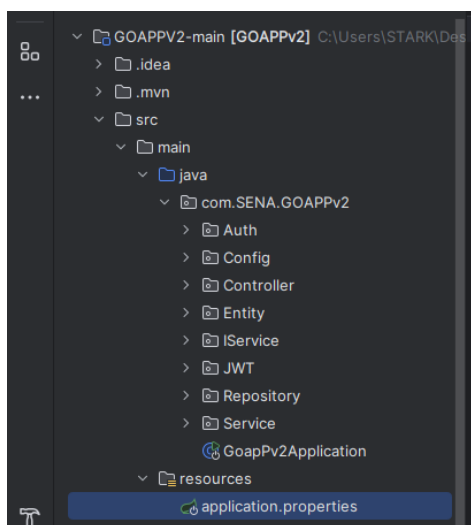 GOAPPV2-main [GOAPPv2] C:\Users\STARK\Des
.idea
.mvn
src
main
java
com.SENA.GOAPPv2
Auth
Config
Controller
Entity
IService
JWT
Repository
Service
GoapPv2Application
resources
application.properties